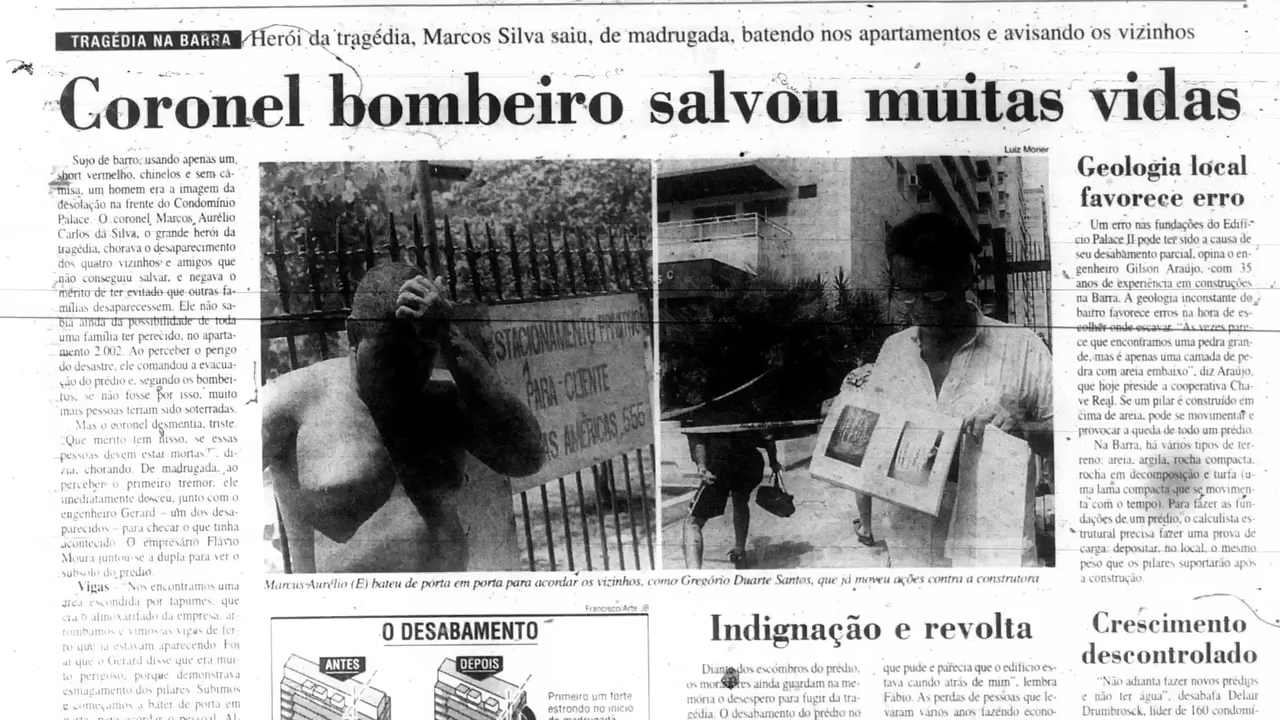 TRAGÉDIA NA BARRA Herói da tragédia, Marcos Silva saiu, de madrugada, batendo nos apartamentos e avisando os vizinhos
Coronel bombeiro salvou muitas vidas
Sujo de barro, usando apenas um
short vermelho, chinelos e sem ca-
misa, um homem era a imagem da
desolação na frente do Condomínio
Palace. O coronel Marcos Aurélio
Carlos da Silva, o grande herói da
tragédia, chorava o desaparecimento
dos quatro vizinhos e amigos que
não conseguiu salvar, e negava o
mérito de ter evitado que outras fa-
mílias desaparecessem. Ele não sa-
bia ainda da possibilidade de toda
uma família ter perecido, no aparta-
mento 2.002. Ao perceber o perigo
do desastre, ele comandou a evacua-
ção do prédio e, segundo os bombei-
ros, se não fosse por isso, muito
mais pessoas teriam sido soterradas.
Mas o coronel desmentia, triste.
"Que mérito tem nisso, se essas
pessoas devem estar mortas?", di-
zia, chorando. De madrugada, ao
perceber o primeiro tremor, ele
imediatamente desceu, junto com o
engenheiro Gerard – um dos desa-
parecidos – para checar o que tinha
acontecido. O empresário Flávio
Moura juntou-se a dupla para ver o
subsolo do prédio.
Vigas – "Nos encontramos uma
área escondida por tapumes, que
era o almoxarifado da empresa, ar-
rombamos e vimos as vigas de fer-
ro que já estavam aparecendo. Foi
aí que o Gerard disse que era mui-
to perigoso, porque demonstrava
esmagamento dos pilares. Subimos
e começamos a bater de porta em
Luiz Morier
ESTACIONAMENTO PRIVATIVO
PARA CLIENTE
AMÉRICAS, 555
Marcus Aurélio (E) bateu de porta em porta para acordar os vizinhos, como Gregório Duarte Santos, que já moveu ações contra a construtora
Francisco/Arte JB
O DESABAMENTO
ANTES
DEPOIS
Primeiro um forte
estrondo no início
da madrugada
Indignação e revolta
Diante dos escombros do prédio,
os moradores ainda guardam na me-
mória o desespero para fugir da tra-
gédia. O desabamento do prédio no
que pude e parecia que o edifício es-
tava caindo atrás de mim", lembra
Fábio. As perdas de pessoas que le-
varam vários anos fazendo econo-
Geologia local
favorece erro
Um erro nas fundações do Edifí-
cio Palace II pode ter sido a causa de
seu desabamento parcial, opina o en-
genheiro Gilson Araújo, com 35
anos de experiência em construções
na Barra. A geologia inconstante do
bairro favorece erros na hora de es-
colher onde escavar. "Às vezes pare-
ce que encontramos uma pedra gran-
de, mas é apenas uma camada de pe-
dra com areia embaixo", diz Araújo,
que hoje preside a cooperativa Cha-
ve Real. Se um pilar é construído em
cima de areia, pode se movimentar e
provocar a queda de todo um prédio.
Na Barra, há vários tipos de ter-
reno: areia, argila, rocha compacta,
rocha em decomposição e turfa (u-
ma lama compacta que se movimen-
ta com o tempo). Para fazer as fun-
dações de um prédio, o calculista es-
trutural precisa fazer uma prova de
carga: depositar, no local, o mesmo
peso que os pilares suportarão após
a construção.
Crescimento
descontrolado
"Não adianta fazer novos prédios
e não ter água", desabafa Delair
Drumbrosck, líder de 160 condomí-